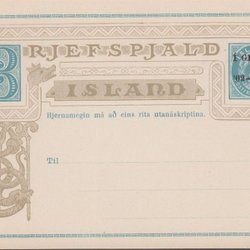 BRJEFSPJALD
ISLAND
Hjernamegin má að eins rita utanáskriptina.
Til